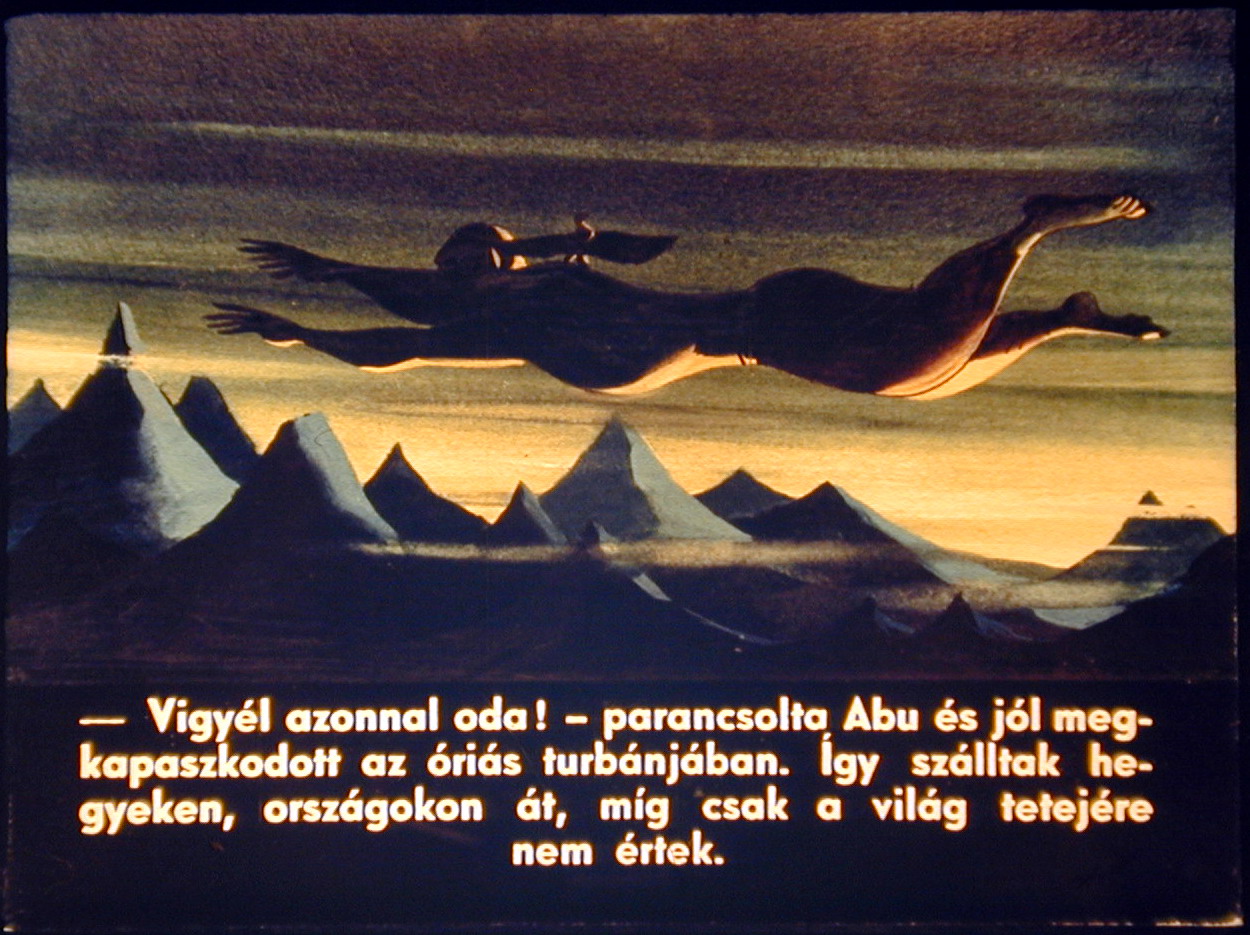 — Vigyél azonnal oda! – parancsolta Abu és jól meg-
kapaszkodott az óriás turbánjában. Így szálltak he-
gyeken, országokon át, míg csak a világ tetejére
nem értek.